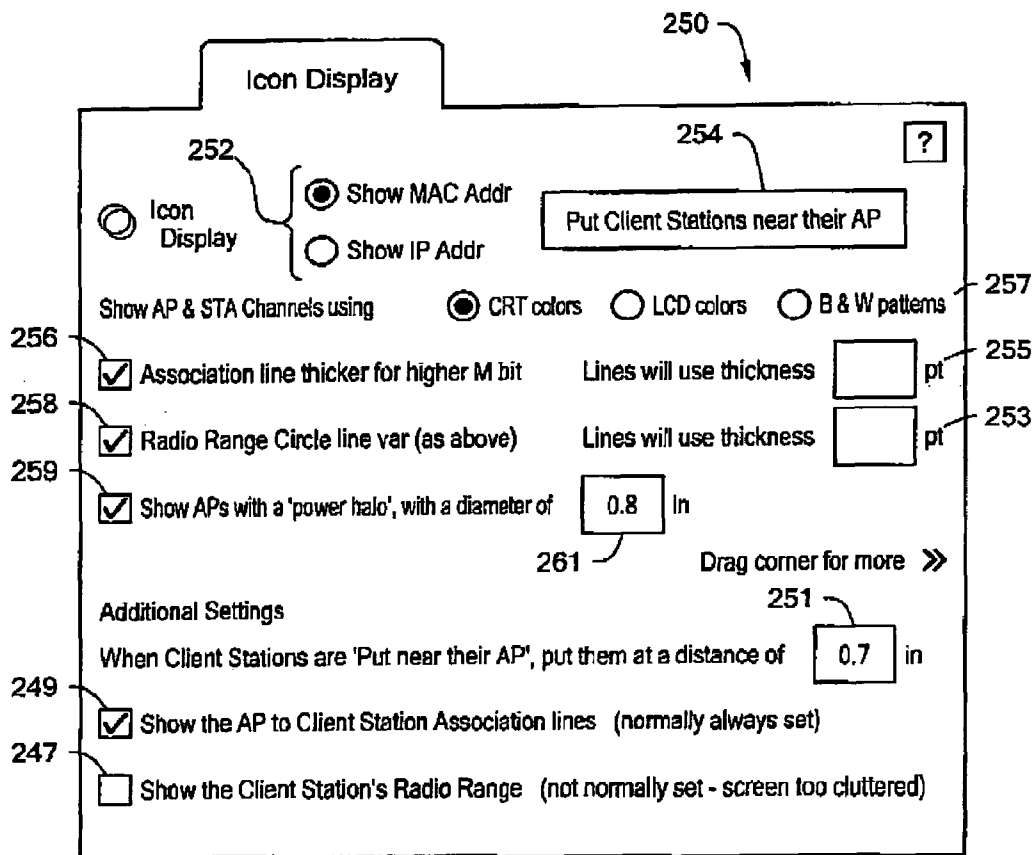 250
Icon Display
252
254
?
Icon
Display
Show MAC Addr
Show IP Addr
Put Client Stations near their AP
Show AP & STA Channels using CRT colors LCD colors B & W patterns 257
256
Association line thicker for higher M bit Lines will use thickness pt 255
258
Radio Range Circle line var (as above) Lines will use thickness pt 253
259
Show APs with a 'power halo', with a diameter of 0.8 in
261
Drag corner for more »
Additional Settings
251
When Client Stations are 'Put near their AP', put them at a distance of 0.7 in
249
Show the AP to Client Station Association lines (normally always set)
247
Show the Client Station's Radio Range (not normally set - screen too cluttered)